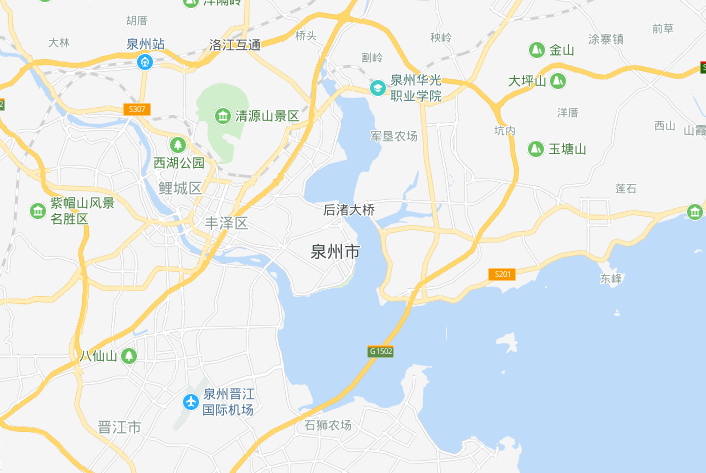 洋隔岭
胡厝
大林
泉州站
洛江互通
桥头
割岭
秧岭
金山
涂寨镇
前草
大坪山
泉州华光
职业学院
S307
清源山景区
军垦农场
坑内
洋厝
西山
山霞
西湖公园
玉塘山
鲤城区
莲石
紫帽山风景
名胜区
丰泽区
后渚大桥
泉州市
S201
东峰
G1502
八仙山
泉州晋江
国际机场
晋江市
石狮农场